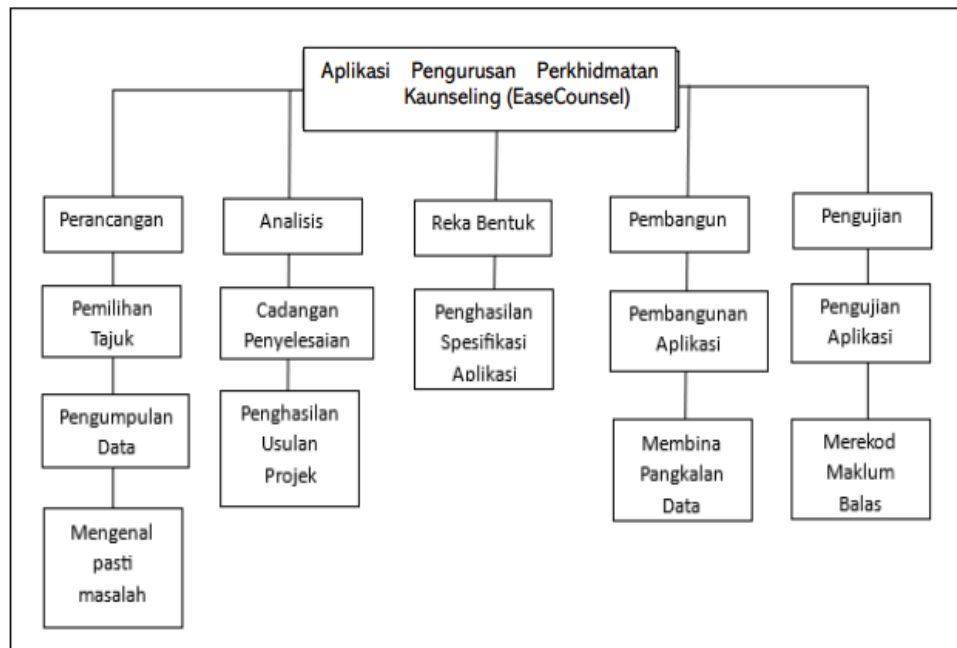 Aplikasi Pengurusan Perkhidmatan
Kaunseling (EaseCounsel)
Perancangan
Pemilihan
Tajuk
Pengumpulan
Data
Mengenal
pasti
masalah
Analisis
Cadangan
Penyelesaian
Penghasilan
Usulan
Projek
Reka Bentuk
Penghasilan
Spesifikasi
Aplikasi
Pembangun
Pembangunan
Aplikasi
Membina
Pangkalan
Data
Pengujian
Pengujian
Aplikasi
Merekod
Maklum
Balas